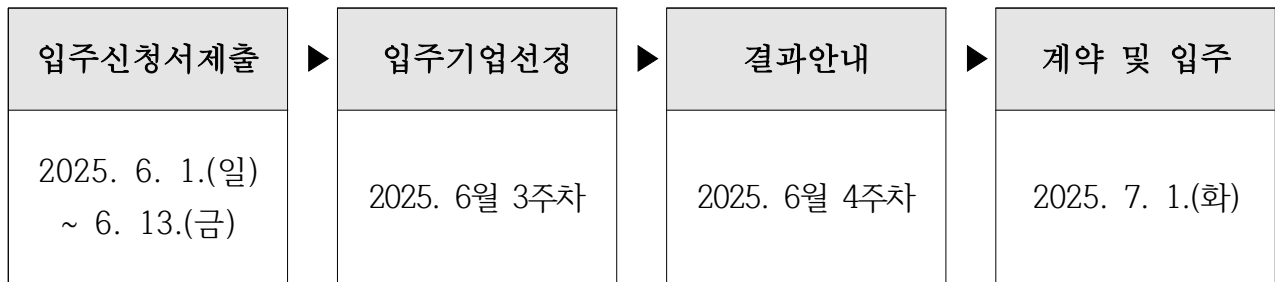 입주신청서제출 ▶ 입주기업선정 ▶ 결과안내 ▶ 계약 및 입주
2025. 6. 1.(일)
~ 6. 13.(금)
2025. 6월 3주차
2025. 6월 4주차
2025. 7. 1.(화)